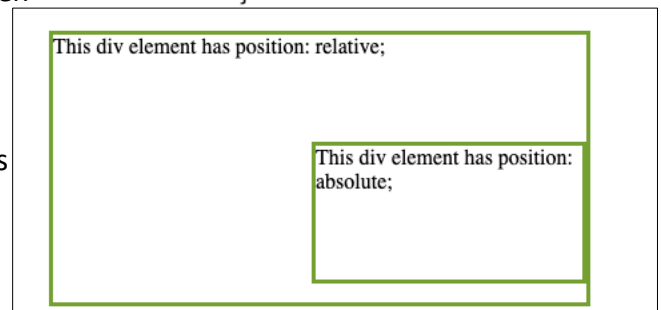 This div element has position: relative;
s
This div element has position:
absolute;